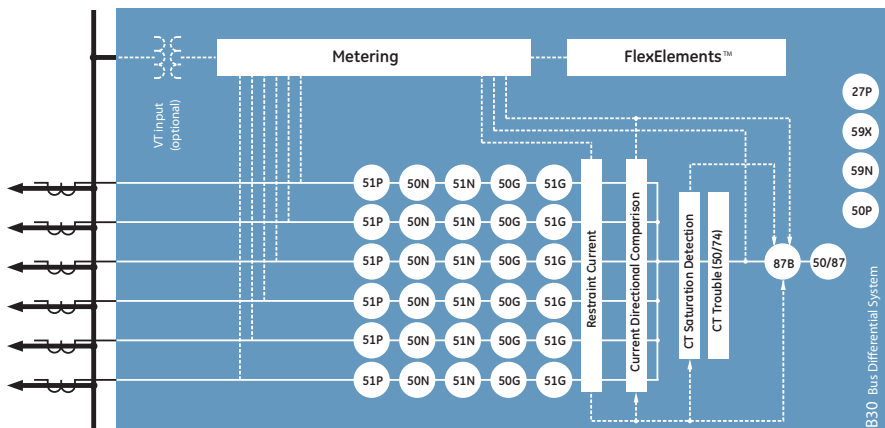 Metering
FlexElements™
VT input
(optional)
27P
59X
59N
50P
51P 50N 51N 50G 51G
51P 50N 51N 50G 51G
51P 50N 51N 50G 51G
51P 50N 51N 50G 51G
51P 50N 51N 50G 51G
51P 50N 51N 50G 51G
Restraint Current
Current Directional Comparison
CT Saturation Detection
CT Trouble (50/74)
87B
50/87
B30 Bus Differential System